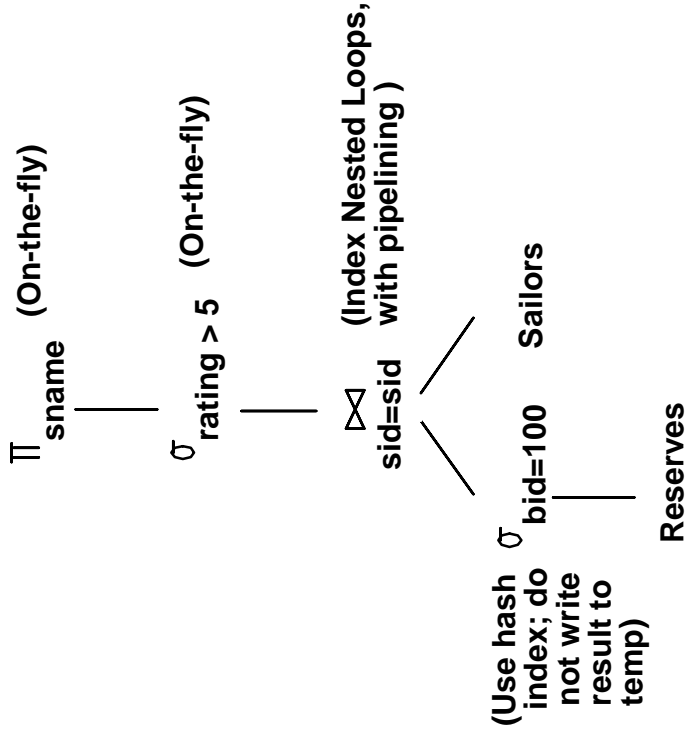 π sname (On-the-fly)
σ rating > 5 (On-the-fly)
⋈ sid=sid (Index Nested Loops,
with pipelining )
(Use hash
index; do
not write
result to
temp)
σ bid=100
Sailors
Reserves